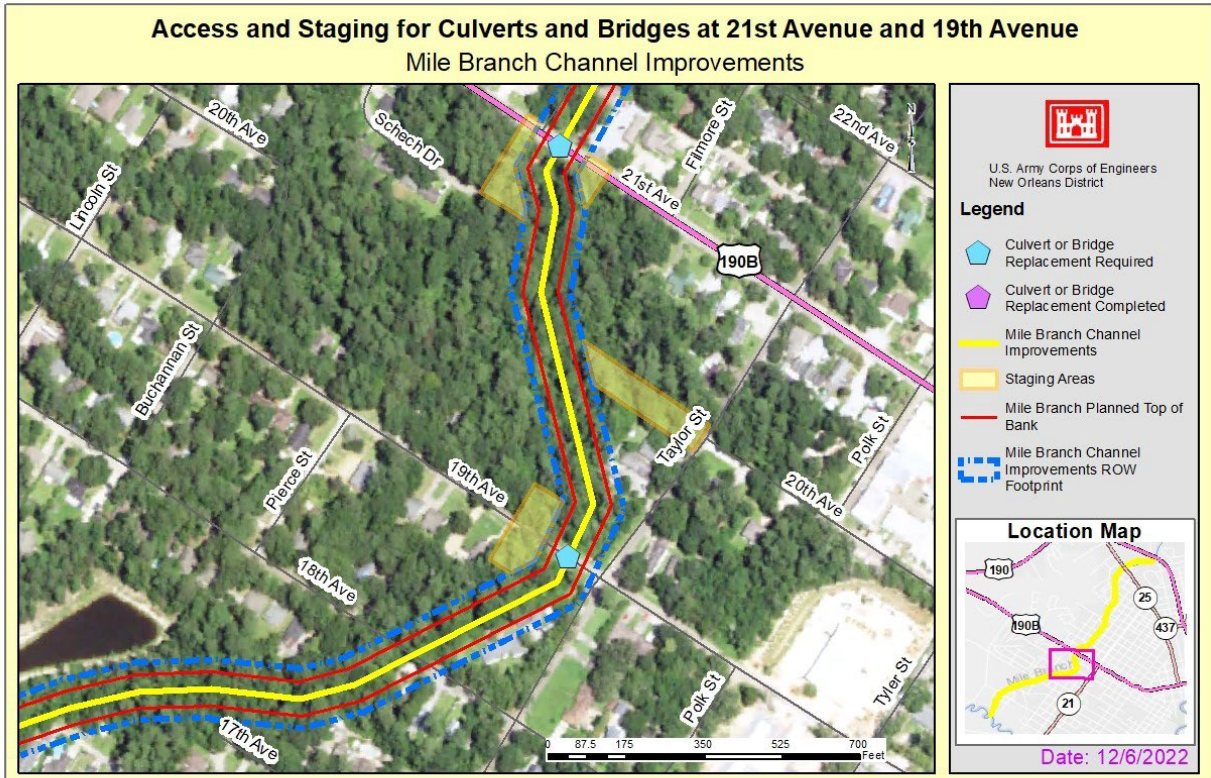 Access and Staging for Culverts and Bridges at 21st Avenue and 19th Avenue
Mile Branch Channel Improvements
20th Ave
Schech Dr
Filmore St
22nd Ave
Lincoln St
21st Ave
190B
Buchannan St
Taylor St
Polk St
19th Ave
Pierce St
20th Ave
18th Ave
Polk St
Tyler St
17th Ave
0 87.5 175 350 525 700
Feet
U.S. Army Corps of Engineers
New Orleans District
Legend
Culvert or Bridge
Replacement Required
Culvert or Bridge
Replacement Completed
Mile Branch Channel
Improvements
Staging Areas
Mile Branch Planned Top of
Bank
Mile Branch Channel
Improvements ROW
Footprint
Location Map
190
25
190B
437
Mile Branch
21
Date: 12/6/2022